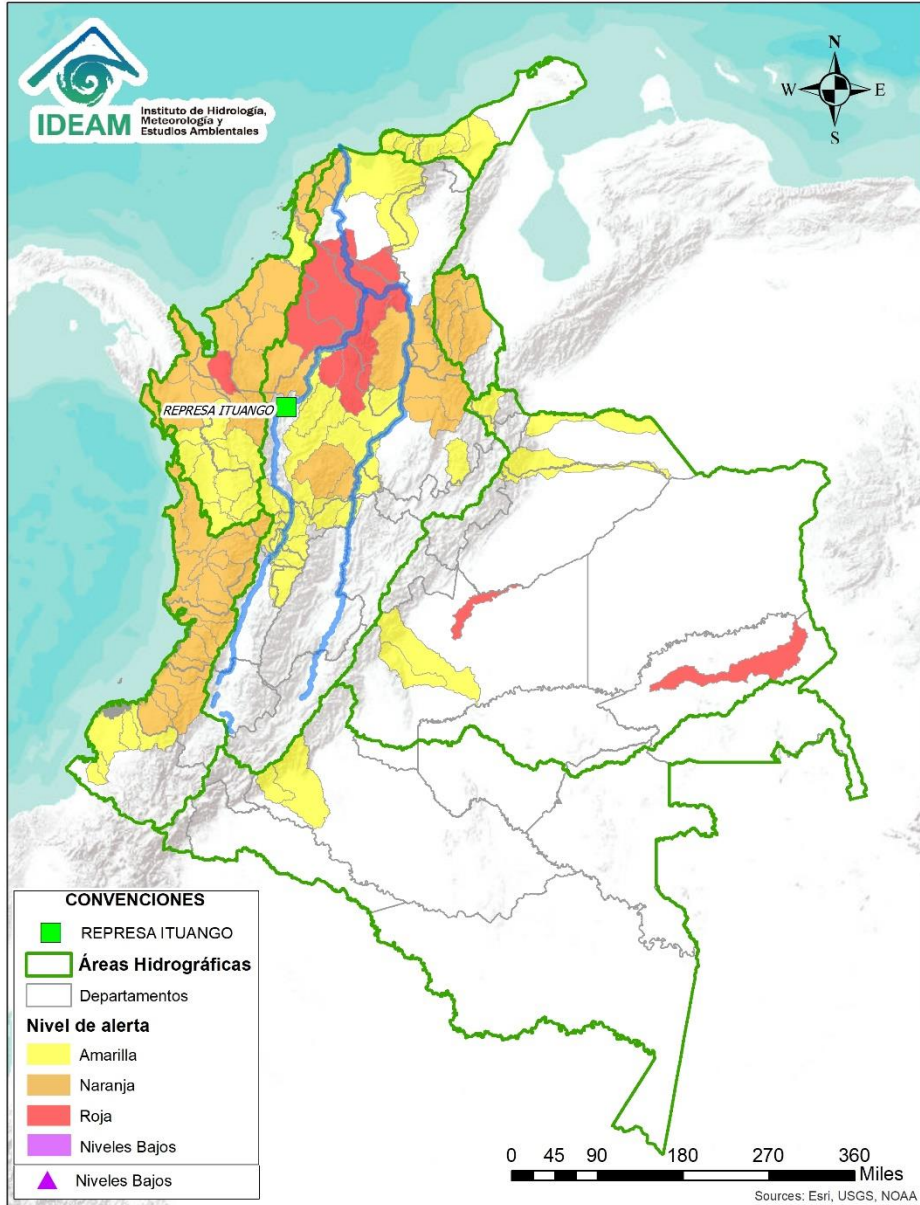 IDEAM
Instituto de Hidrología,
Meteorología y
Estudios Ambientales
N
W
E
S
REPRESA ITUANGO
CONVENCIONES
REPRESA ITUANGO
Áreas Hidrográficas
Departamentos
Nivel de alerta
Amarilla
Naranja
Roja
Niveles Bajos
Niveles Bajos
0 45 90 180 270 360
Miles
Sources: Esri, USGS, NOAA